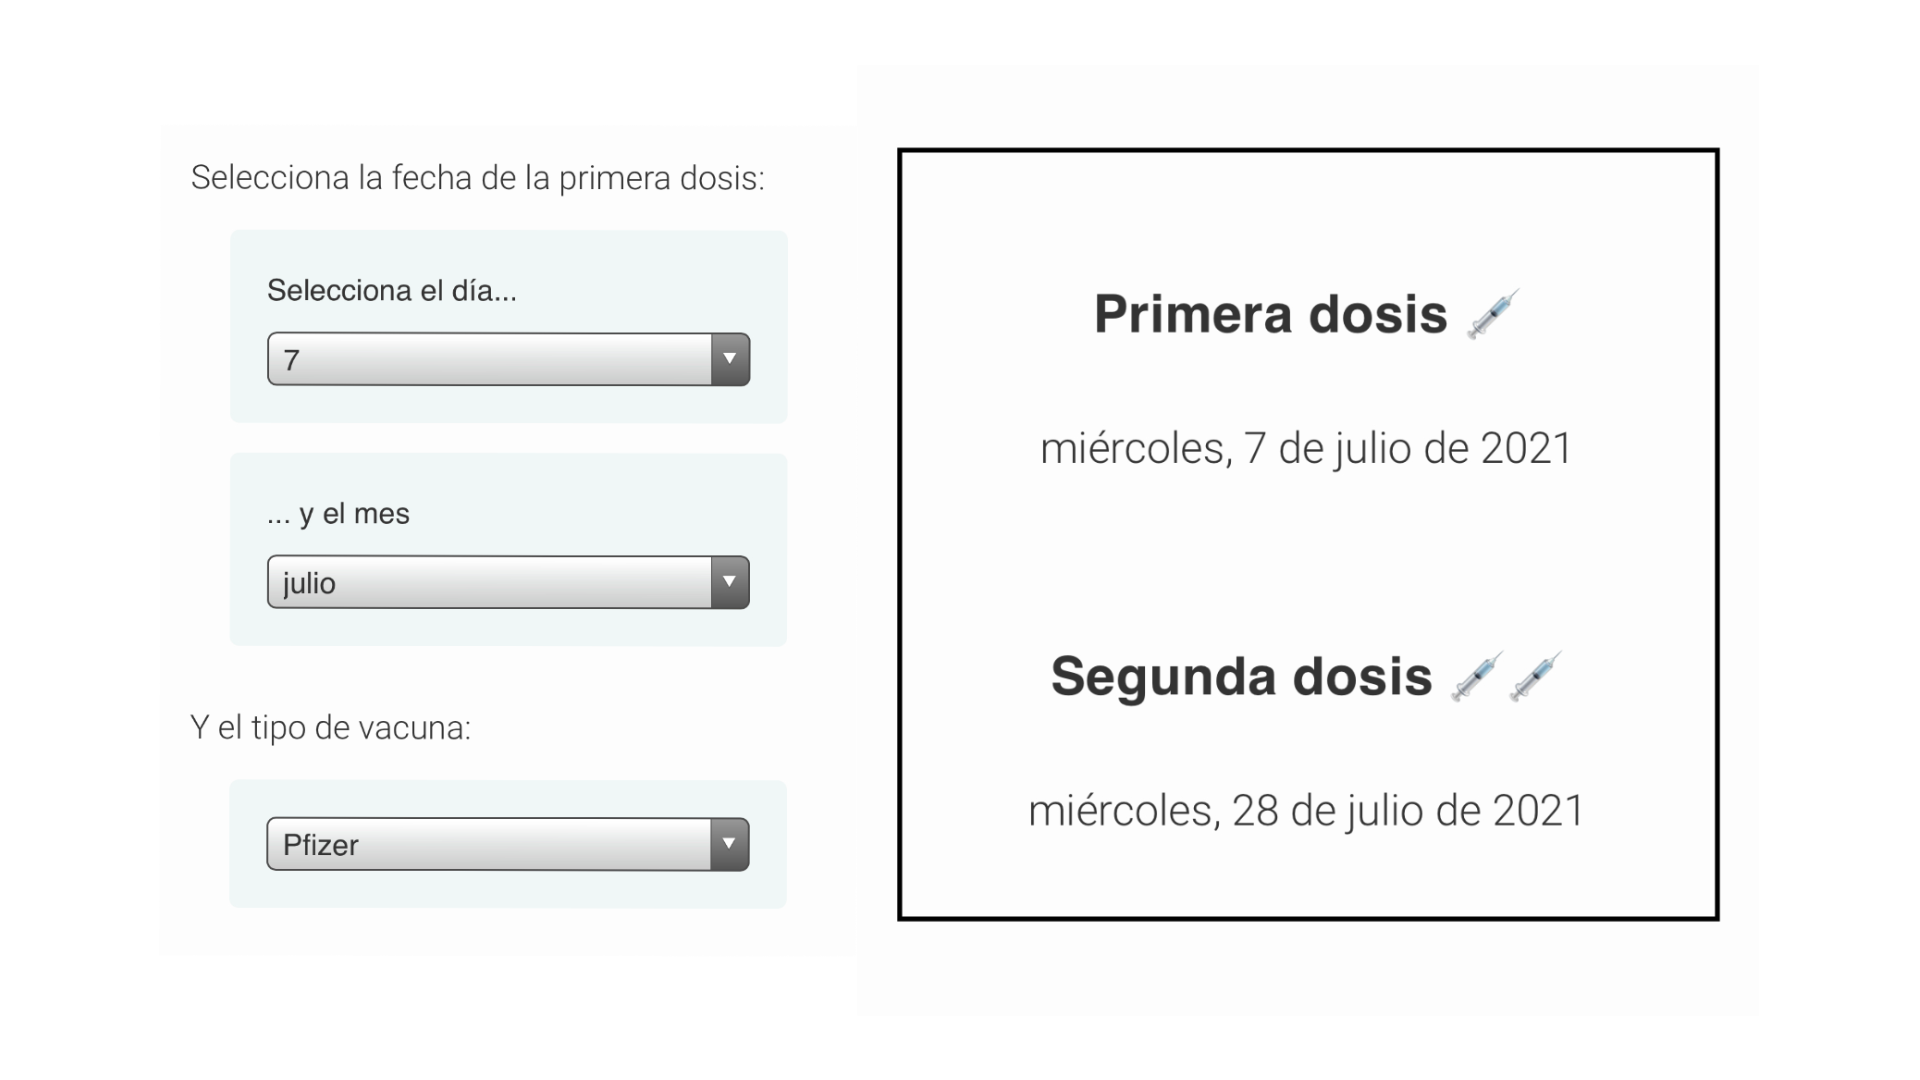 Selecciona la fecha de la primera dosis:
Selecciona el día...
7
... y el mes
julio
Y el tipo de vacuna:
Pfizer
Primera dosis 💉
miércoles, 7 de julio de 2021
Segunda dosis 💉💉
miércoles, 28 de julio de 2021